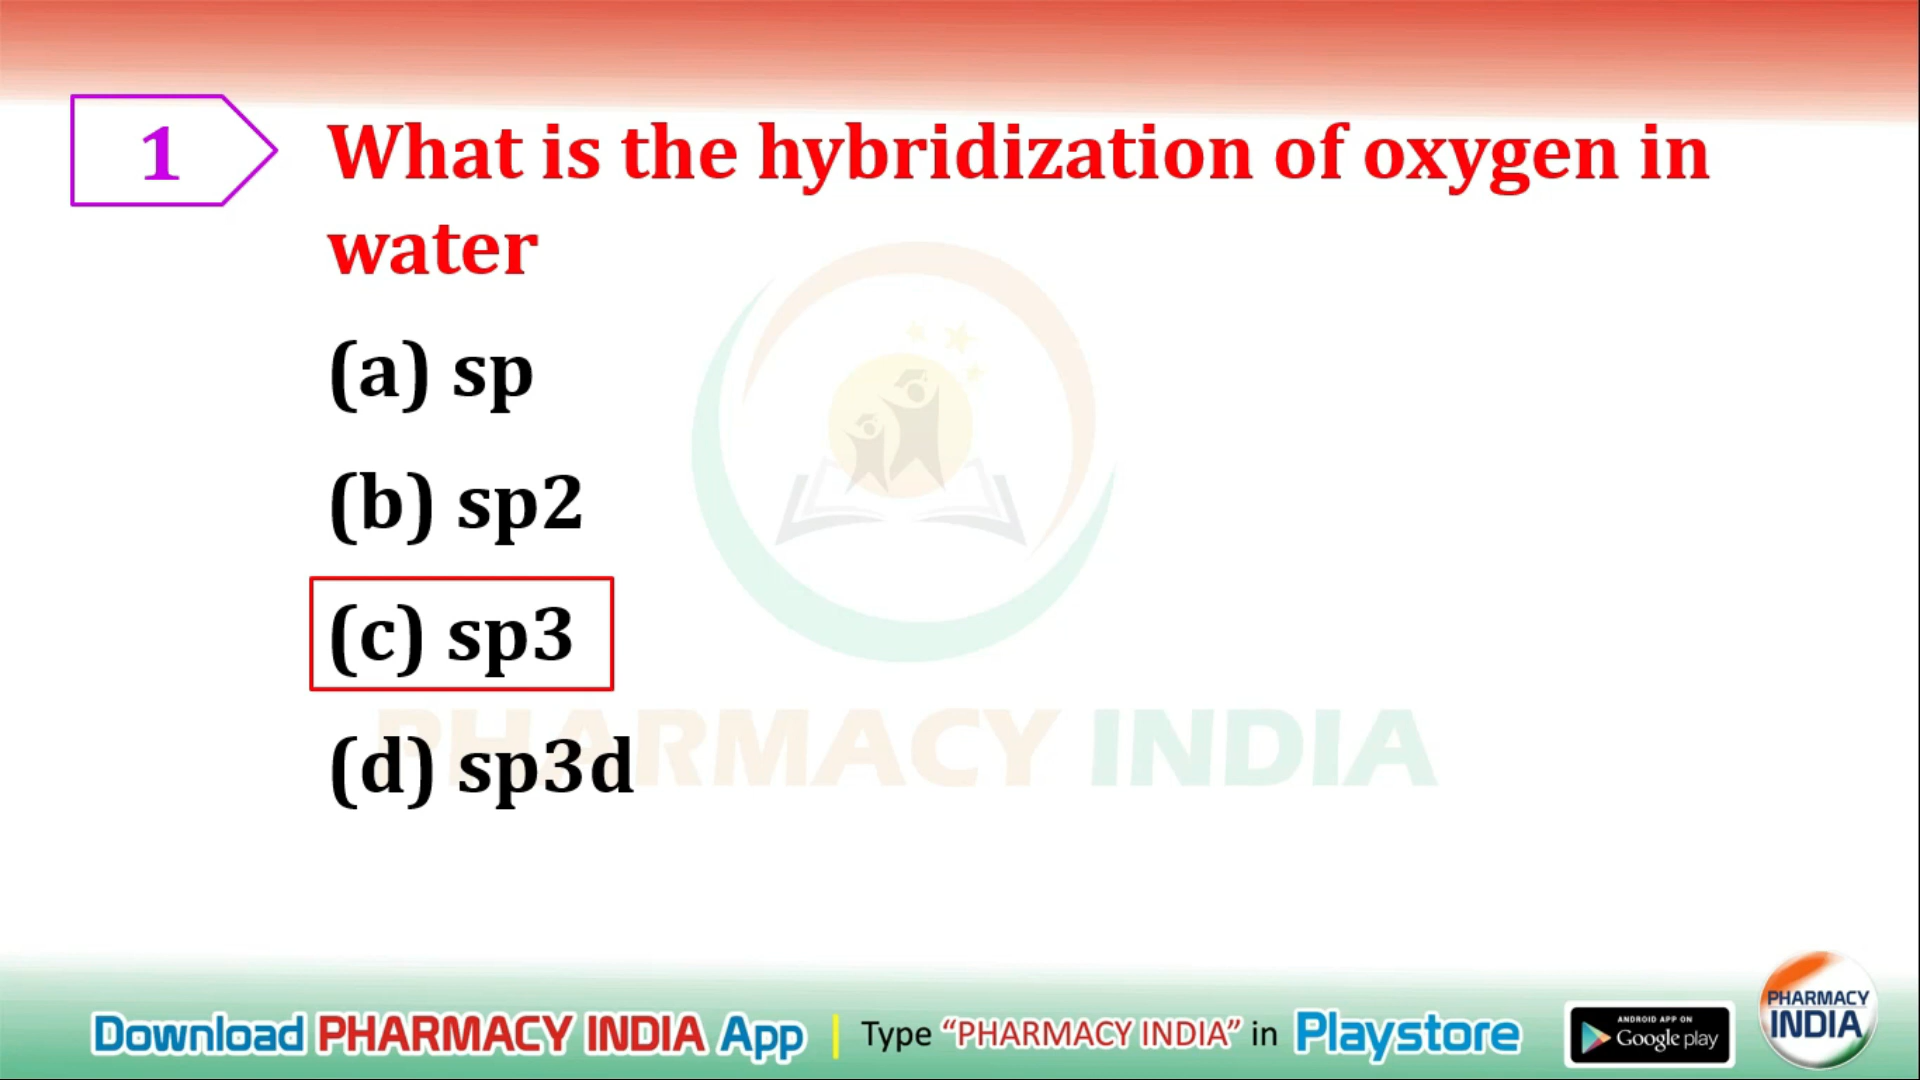 1
What is the hybridization of oxygen in
water
(a) sp
(b) sp2
(c) sp3
(d) sp3d
PHARMACY INDIA
Download PHARMACY INDIA App | Type “PHARMACY INDIA” in Playstore
ANDROID APP ON
Google play
PHARMACY
INDIA